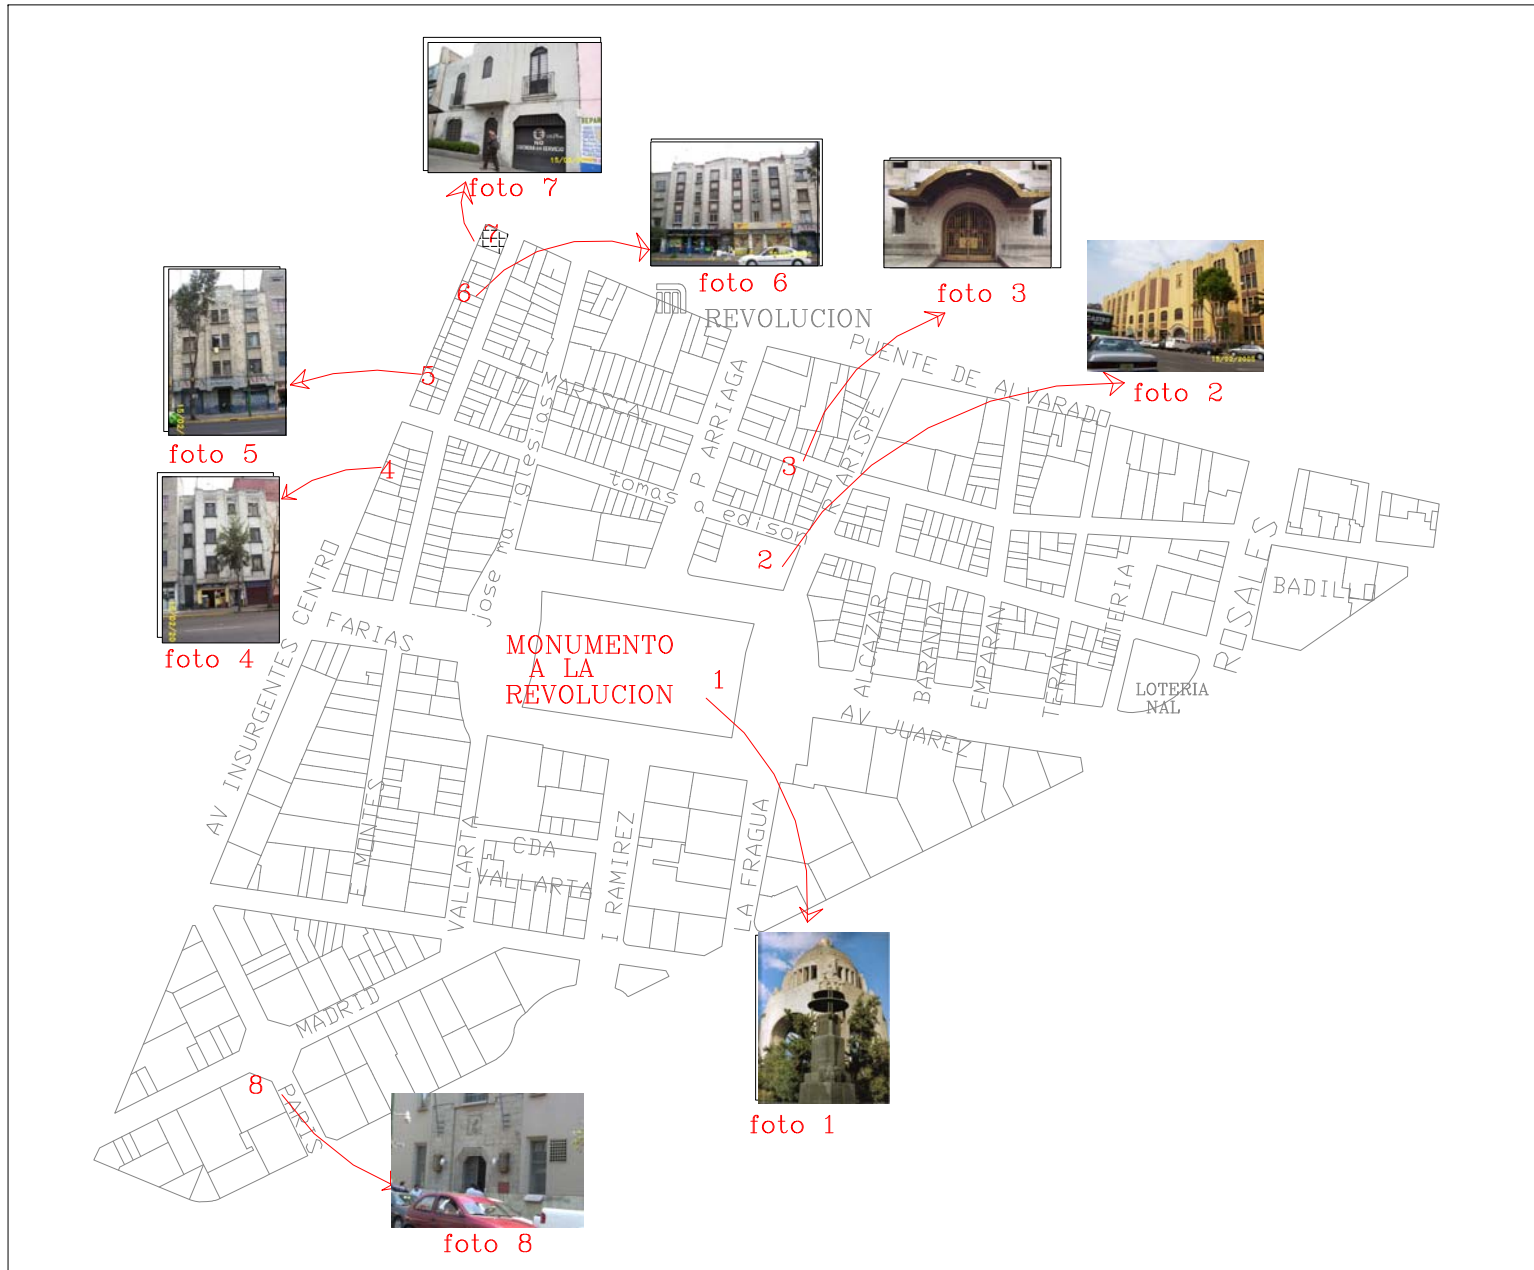 foto 7
foto 6
foto 3
foto 2
foto 5
foto 4
7
6
5
4
3
2
REVOLUCION
PUENTE DE ALVARADO
MARISCAL
jose ma iglesias
P ARRIAGA
R ARISPE
tomas
a edison
AV INSURGENTES CENTRO
FARIAS
MONUMENTO
A LA
REVOLUCION
1
ALCAZAR
BARANDA
EMPARAN
TERAN
LOTERIA
ROSALES
BADILLO
LOTERIA
NAL
AV JUAREZ
E MONTES
VALLARTA
CDA
VALLARTA
I RAMIREZ
LA FRAGUA
MADRID
PARIS
8
foto 1
foto 8